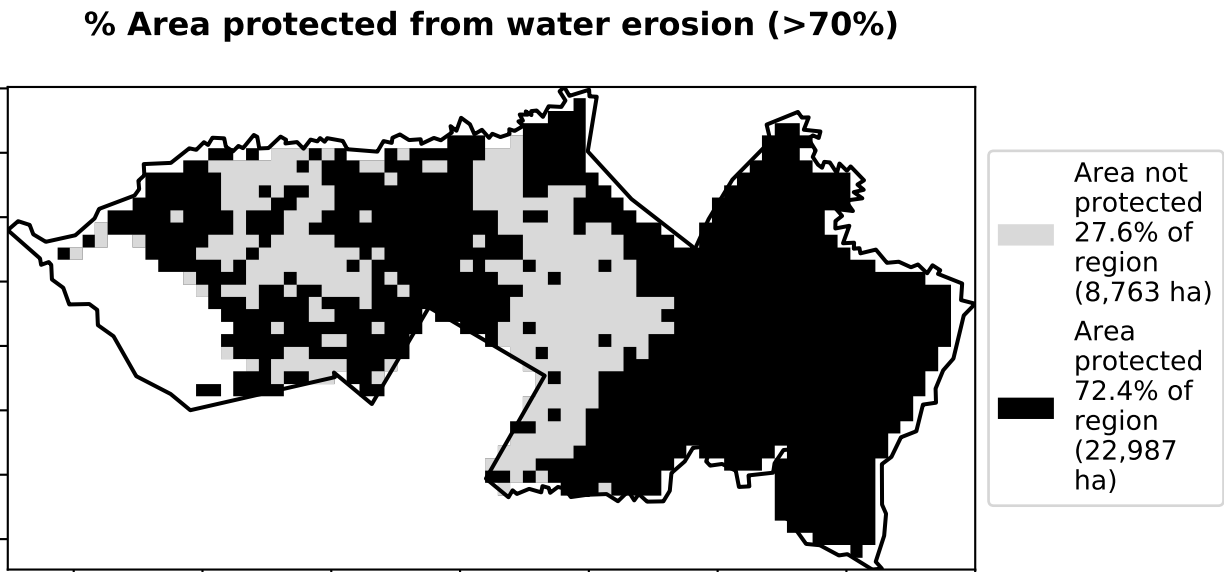 % Area protected from water erosion (>70%)
Area not
protected
27.6% of
region
(8,763 ha)
Area
protected
72.4% of
region
(22,987
ha)